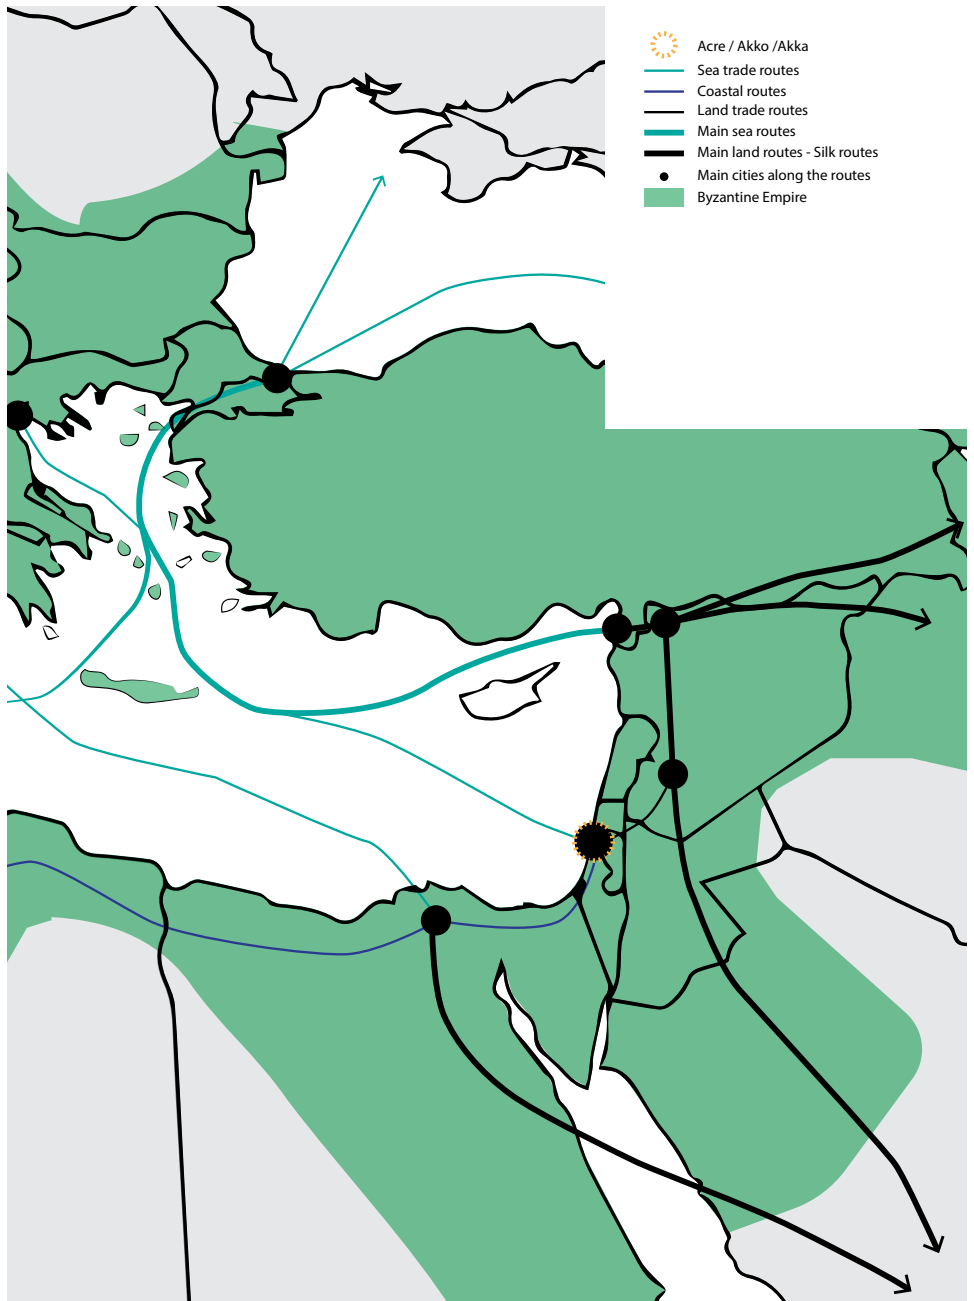 Acre / Akko /Akka
Sea trade routes
Coastal routes
Land trade routes
Main sea routes
Main land routes - Silk routes
Main cities along the routes
Byzantine Empire